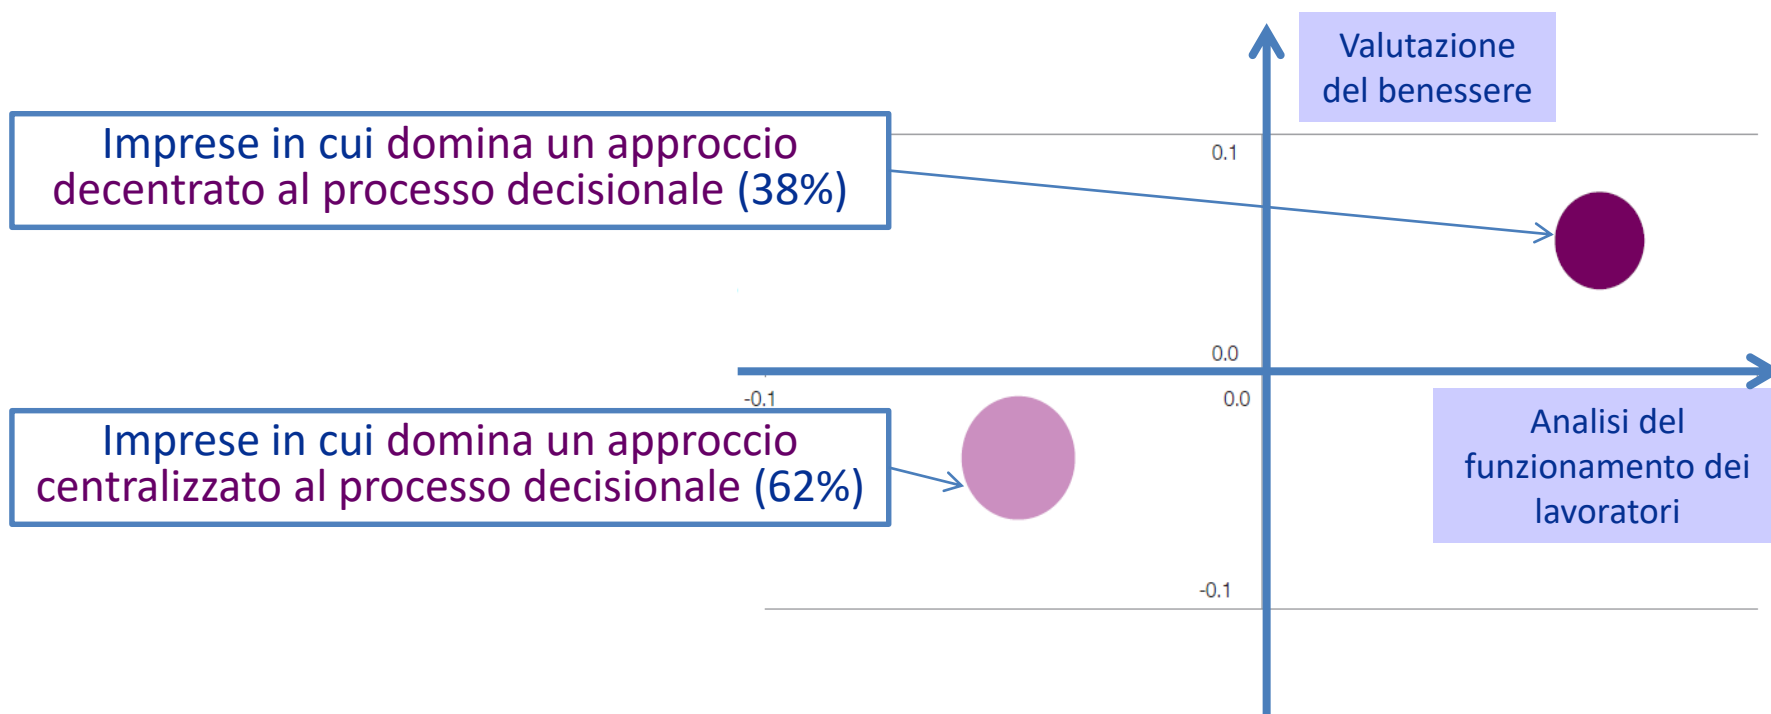 Valutazione
del benessere
Imprese in cui domina un approccio
decentrato al processo decisionale (38%)
0.1
0.0
-0.1
0.0
Imprese in cui domina un approccio
centralizzato al processo decisionale (62%)
Analisi del
funzionamento dei
lavoratori
-0.1